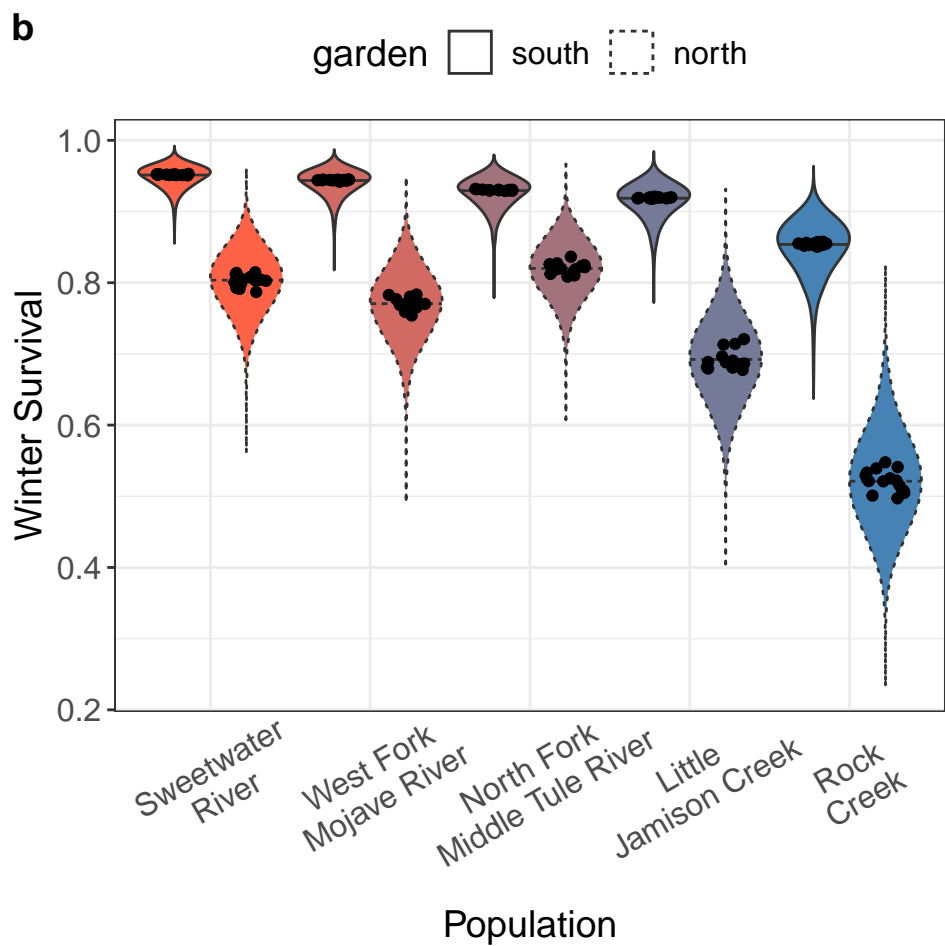 b
garden south north
1.0
0.8
0.6
0.4
0.2
Winter Survival
Sweetwater
River
West Fork
Mojave River
North Fork
Middle Tule River
Little
Jamison Creek
Rock
Creek
Population